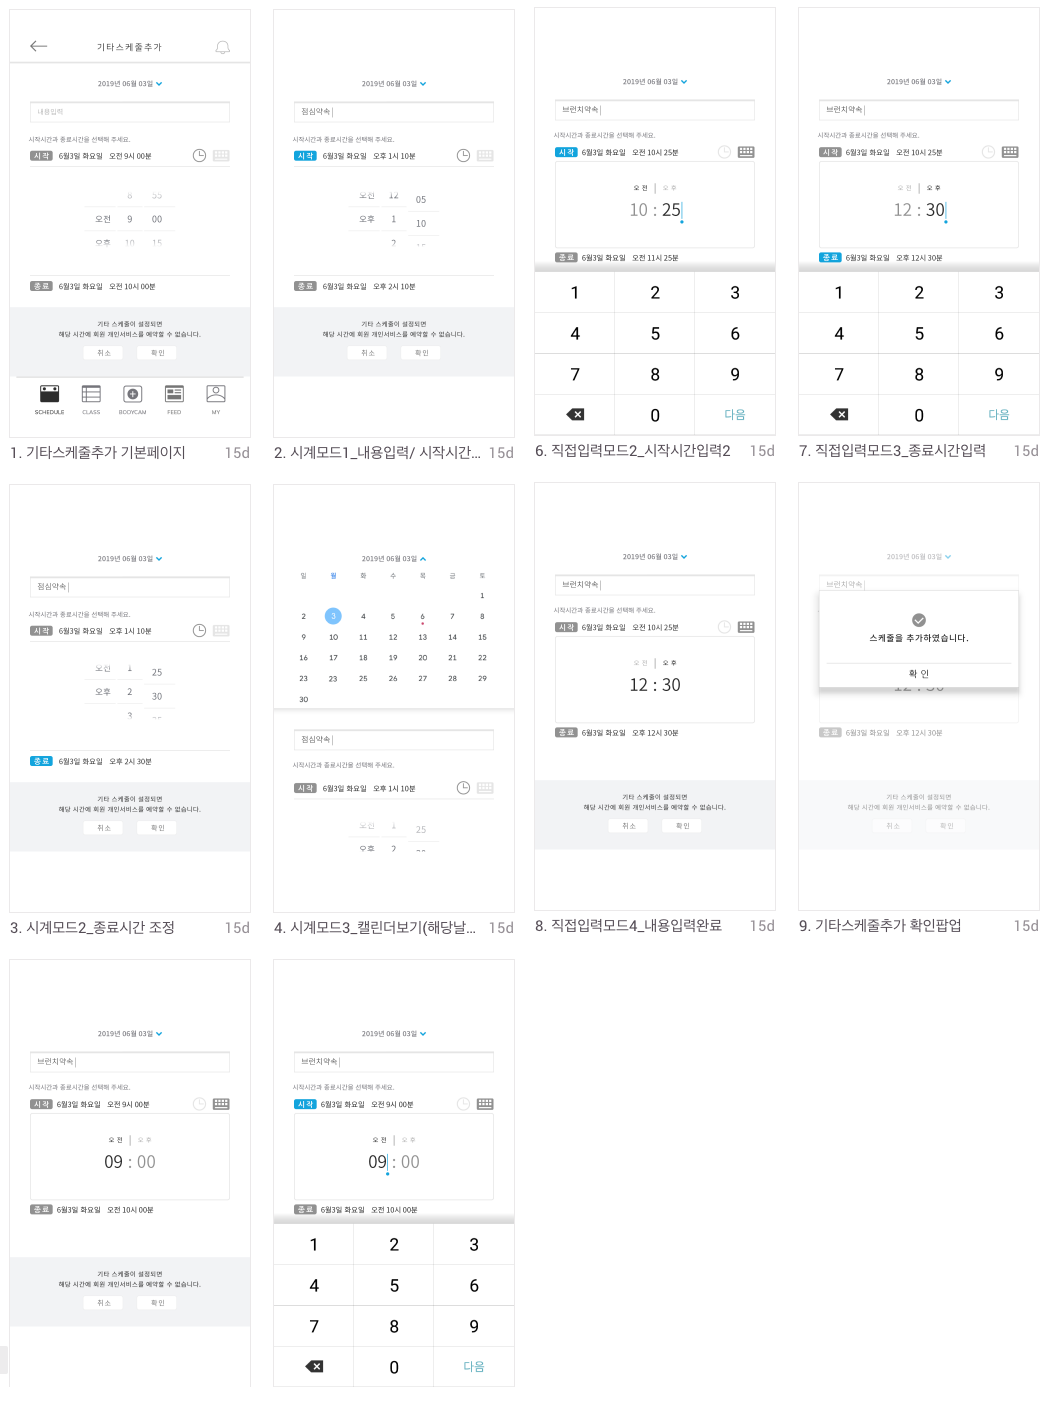 기타스케줄추가
2019년 06월 03일
내용입력
시작시간과 종료시간을 선택해 주세요.
시작 6월3일 화요일 오전 9시 00분
8 55
오전 9 00
오후 10 15
종료 6월3일 화요일 오전 10시 00분
기타 스케줄이 설정되면
해당 시간에 회원 개인서비스를 예약할 수 없습니다.
취소 확인
SCHEDULE CLASS BODYCAM FEED MY
1. 기타스케줄추가 기본페이지 15d
2019년 06월 03일
점심약속
시작시간과 종료시간을 선택해 주세요.
시작 6월3일 화요일 오후 1시 10분
오전 12 05
오후 1 10
2 15
종료 6월3일 화요일 오후 2시 10분
기타 스케줄이 설정되면
해당 시간에 회원 개인서비스를 예약할 수 없습니다.
취소 확인
2. 시계모드1_내용입력/ 시작시간... 15d
2019년 06월 03일
브런치약속
시작시간과 종료시간을 선택해 주세요.
시작 6월3일 화요일 오전 10시 25분
오전 | 오후
10 : 25
종료 6월3일 화요일 오전 11시 25분
1 2 3
4 5 6
7 8 9
0 다음
6. 직접입력모드2_시작시간입력2 15d
2019년 06월 03일
브런치약속
시작시간과 종료시간을 선택해 주세요.
시작 6월3일 화요일 오전 10시 25분
오전 | 오후
12 : 30
종료 6월3일 화요일 오후 12시 30분
1 2 3
4 5 6
7 8 9
0 다음
7. 직접입력모드3_종료시간입력 15d
2019년 06월 03일
점심약속
시작시간과 종료시간을 선택해 주세요.
시작 6월3일 화요일 오후 1시 10분
오전 1 25
오후 2 30
3 35
종료 6월3일 화요일 오후 2시 30분
기타 스케줄이 설정되면
해당 시간에 회원 개인서비스를 예약할 수 없습니다.
취소 확인
3. 시계모드2_종료시간 조정 15d
2019년 06월 03일
일 월 화 수 목 금 토
1
2 3 4 5 6 7 8
9 10 11 12 13 14 15
16 17 18 19 20 21 22
23 23 25 26 27 28 29
30
점심약속
시작시간과 종료시간을 선택해 주세요.
시작 6월3일 화요일 오후 1시 10분
오전 1 25
오후 2
4. 시계모드3_캘린더보기(해당날... 15d
2019년 06월 03일
브런치약속
시작시간과 종료시간을 선택해 주세요.
시작 6월3일 화요일 오전 10시 25분
오전 | 오후
12 : 30
종료 6월3일 화요일 오후 12시 30분
기타 스케줄이 설정되면
해당 시간에 회원 개인서비스를 예약할 수 없습니다.
취소 확인
8. 직접입력모드4_내용입력완료 15d
2019년 06월 03일
브런치약속
스케줄을 추가하였습니다.
확인
12 : 30
종료 6월3일 화요일 오후 12시 30분
기타 스케줄이 설정되면
해당 시간에 회원 개인서비스를 예약할 수 없습니다.
취소 확인
9. 기타스케줄추가 확인팝업 15d
2019년 06월 03일
브런치약속
시작시간과 종료시간을 선택해 주세요.
시작 6월3일 화요일 오전 9시 00분
오전 | 오후
09 : 00
종료 6월3일 화요일 오전 10시 00분
기타 스케줄이 설정되면
해당 시간에 회원 개인서비스를 예약할 수 없습니다.
취소 확인
2019년 06월 03일
브런치약속
시작시간과 종료시간을 선택해 주세요.
시작 6월3일 화요일 오전 9시 00분
오전 | 오후
09 : 00
종료 6월3일 화요일 오전 10시 00분
1 2 3
4 5 6
7 8 9
0 다음